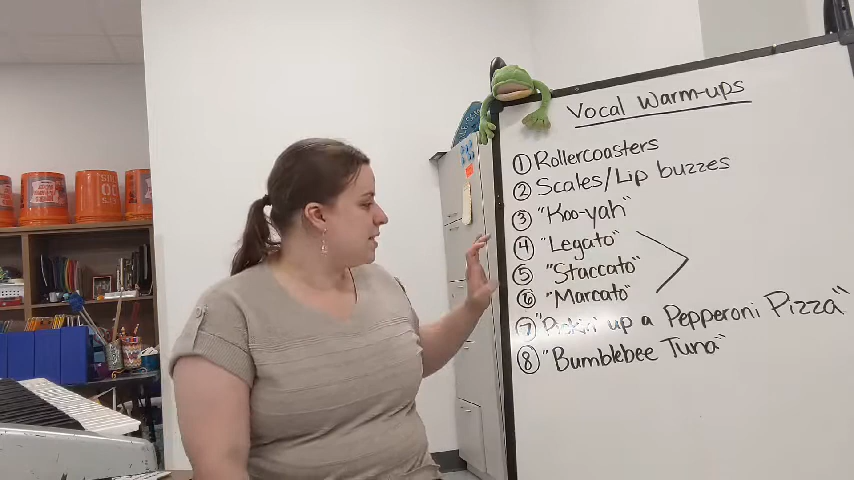 Vocal Warm-ups
① Rollercoasters
② Scales/Lip buzzes
③ "Koo-yah"
④ "Legato"
⑤ "Staccato"
⑥ "Marcato"
⑦ "Pickin' up a Pepperoni Pizza"
⑧ "Bumblebee Tuna"